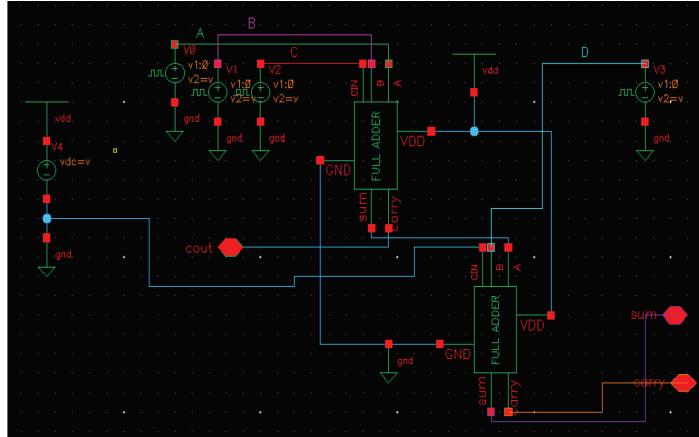 A
B
C
D
V0
v1:0
v2=v
gnd
V1
v1:0
v2=v
gnd.
V2
v1:0
v2=v
gnd.
CIN
B
A
vdd
V3
v1:0
v2=v
gnd.
vdd.
V4
vdc=v
gnd.
FULL ADDER
VDD
GND
sum
carry
cout
CIN
B
A
FULL ADDER
VDD
GND
gnd
sum
carry
sum
carry